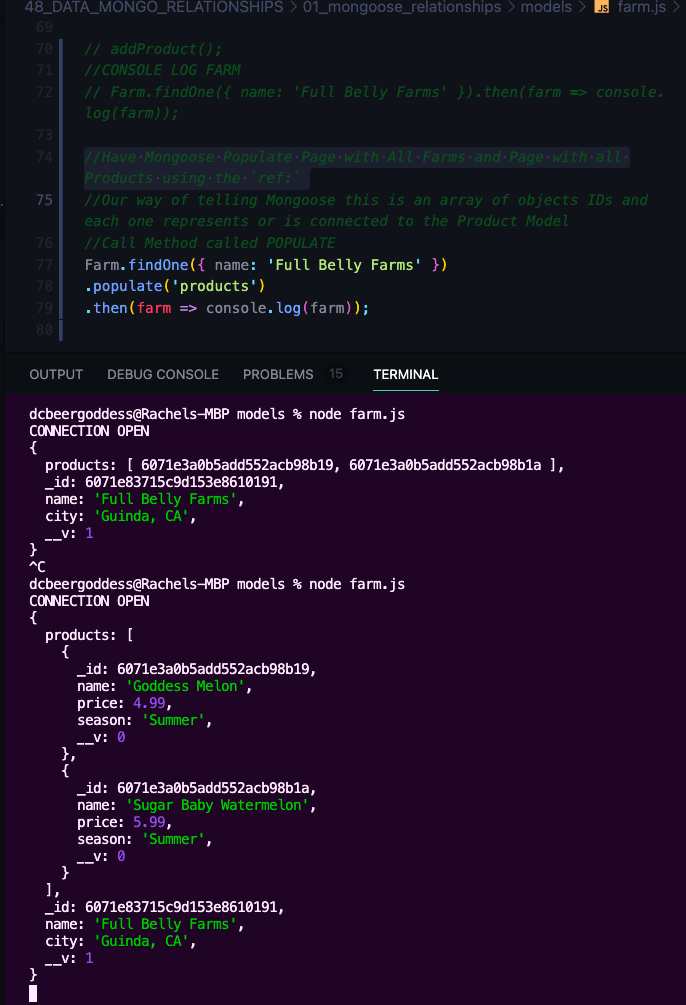 48_DATA_MONGO_RELATIONSHIPS > 01_mongoose_relationships > models > JS farm.js >
69
70 // addProduct();
71 //CONSOLE LOG FARM
72 // Farm.findOne({ name: 'Full Belly Farms' }).then(farm => console.
log(farm));
73
74 //Have·Mongoose·Populate·Page·with·All·Farms·and·Page·with·all·
Products·using·the·`ref:`
75 //Our way of telling Mongoose this is an array of objects IDs and
each one represents or is connected to the Product Model
76 //Call Method called POPULATE
77 Farm.findOne({ name: 'Full Belly Farms' })
78 .populate('products')
79 .then(farm => console.log(farm));
80
OUTPUT DEBUG CONSOLE PROBLEMS 15 TERMINAL
dcbeergoddess@Rachels-MBP models % node farm.js
CONNECTION OPEN
{
  products: [ 6071e3a0b5add552acb98b19, 6071e3a0b5add552acb98b1a ],
  _id: 6071e83715c9d153e8610191,
  name: 'Full Belly Farms',
  city: 'Guinda, CA',
  __v: 1
}
^C
dcbeergoddess@Rachels-MBP models % node farm.js
CONNECTION OPEN
{
  products: [
    {
      _id: 6071e3a0b5add552acb98b19,
      name: 'Goddess Melon',
      price: 4.99,
      season: 'Summer',
      __v: 0
    },
    {
      _id: 6071e3a0b5add552acb98b1a,
      name: 'Sugar Baby Watermelon',
      price: 5.99,
      season: 'Summer',
      __v: 0
    }
  ],
  _id: 6071e83715c9d153e8610191,
  name: 'Full Belly Farms',
  city: 'Guinda, CA',
  __v: 1
}